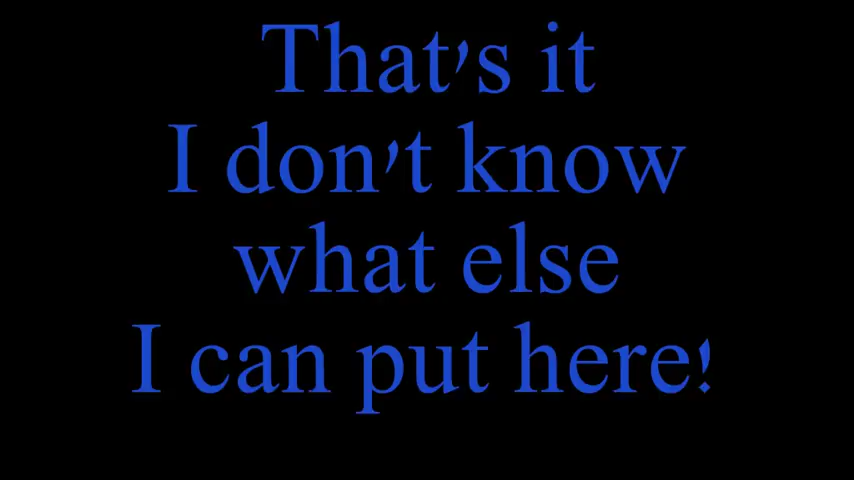 That's it
I don't know
what else
I can put here!